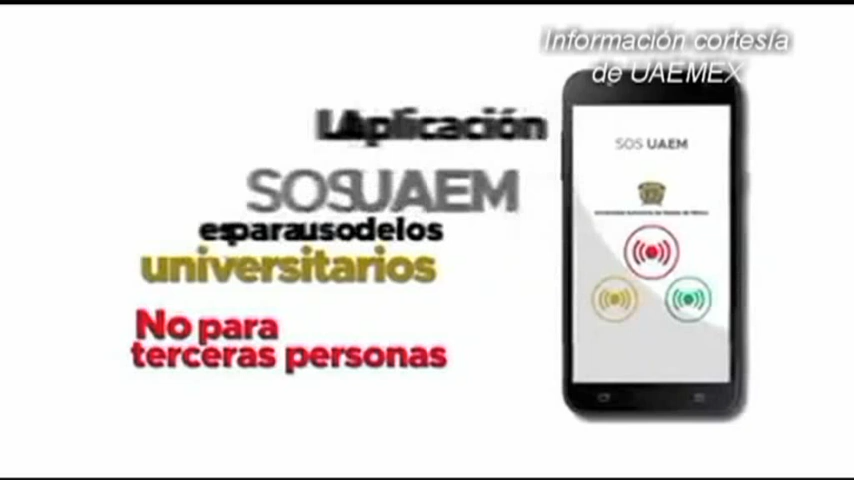 Información cortesía
de UAEMEX
La Aplicación
SOS UAEM
es para uso de los
universitarios
No para
terceras personas
SOS UAEM